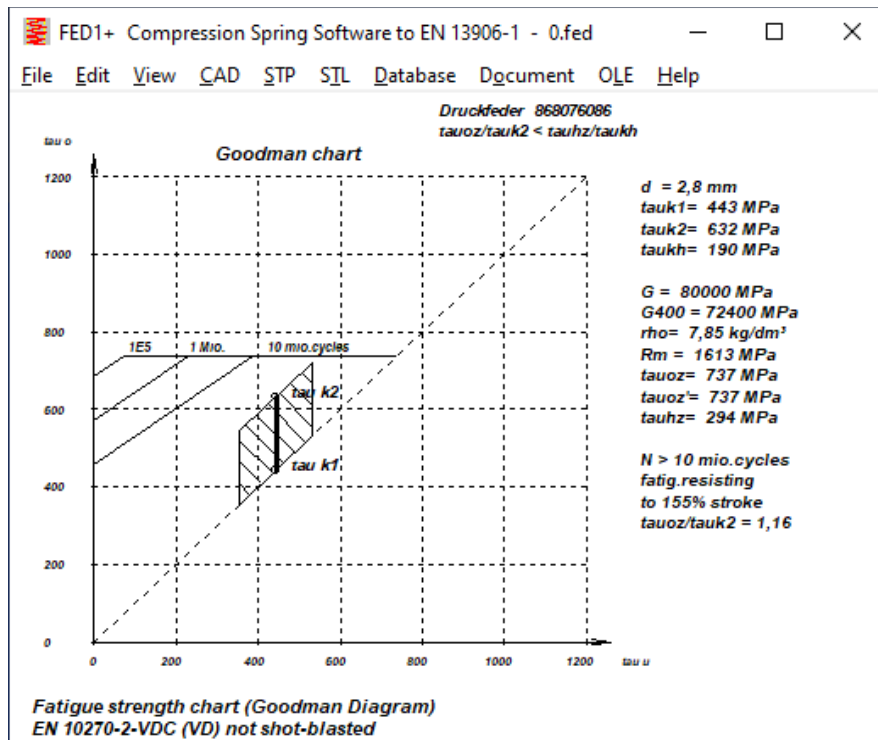 FED1+ Compression Spring Software to EN 13906-1 - 0.fed
File Edit View CAD STP STL Database Document OLE Help
Druckfeder 868076086
tauoz/tauk2 < tauhz/taukh
tau o
Goodman chart
1200
1000
800
600
400
200
0
1E5 1 Mio. 10 mio.cycles
tau k2
tau k1
0 200 400 600 800 1000 1200 tau u
d = 2,8 mm
tauk1= 443 MPa
tauk2= 632 MPa
taukh= 190 MPa
G = 80000 MPa
G400 = 72400 MPa
rho= 7,85 kg/dm³
Rm = 1613 MPa
tauoz= 737 MPa
tauoz'= 737 MPa
tauhz= 294 MPa
N > 10 mio.cycles
fatig.resisting
to 155% stroke
tauoz/tauk2 = 1,16
Fatigue strength chart (Goodman Diagram)
EN 10270-2-VDC (VD) not shot-blasted